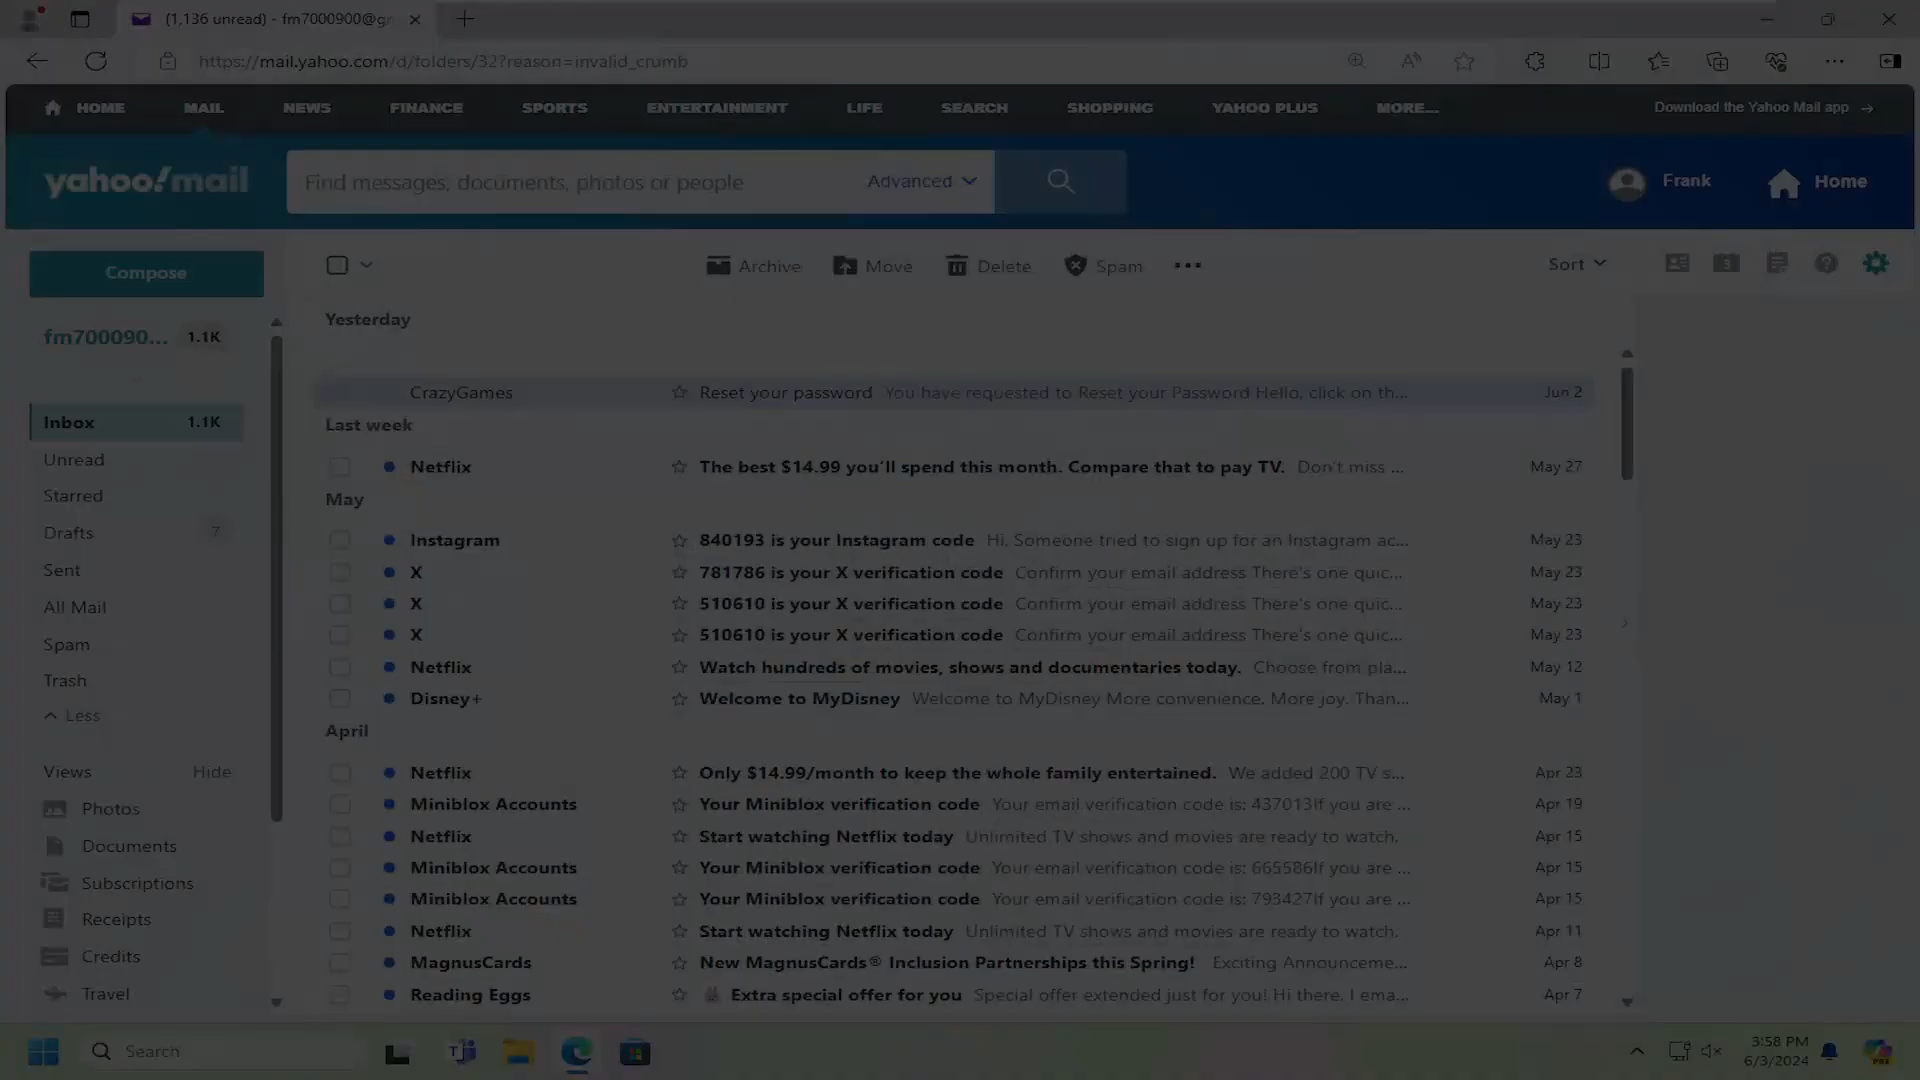 (1,136 unread) - fm7000900@g
https://mail.yahoo.com/d/folders/32?reason=invalid_crumb
HOME MAIL NEWS FINANCE SPORTS ENTERTAINMENT LIFE SEARCH SHOPPING YAHOO PLUS MORE... Download the Yahoo Mail app →
yahoo!mail Find messages, documents, photos or people Advanced Frank Home
Compose Archive Move Delete Spam ••• Sort 3
fm700090... 1.1K
Yesterday
CrazyGames Reset your password You have requested to Reset your Password Hello, click on th... Jun 2
Inbox 1.1K
Last week
Unread
Netflix The best $14.99 you'll spend this month. Compare that to pay TV. Don't miss ... May 27
Starred
May
Drafts 7
Instagram 840193 is your Instagram code Hi, Someone tried to sign up for an Instagram ac... May 23
Sent
X 781786 is your X verification code Confirm your email address There's one quic... May 23
All Mail
X 510610 is your X verification code Confirm your email address There's one quic... May 23
Spam
X 510610 is your X verification code Confirm your email address There's one quic... May 23
Trash
Netflix Watch hundreds of movies, shows and documentaries today. Choose from pla... May 12
Less
Disney+ Welcome to MyDisney Welcome to MyDisney More convenience. More joy. Than... May 1
April
Views Hide
Netflix Only $14.99/month to keep the whole family entertained. We added 200 TV s... Apr 23
Photos
Miniblox Accounts Your Miniblox verification code Your email verification code is: 437013If you are ... Apr 19
Documents
Netflix Start watching Netflix today Unlimited TV shows and movies are ready to watch. Apr 15
Subscriptions
Miniblox Accounts Your Miniblox verification code Your email verification code is: 665586If you are ... Apr 15
Receipts
Miniblox Accounts Your Miniblox verification code Your email verification code is: 793427If you are ... Apr 15
Credits
Netflix Start watching Netflix today Unlimited TV shows and movies are ready to watch. Apr 11
Travel
MagnusCards New MagnusCards® Inclusion Partnerships this Spring! Exciting Announceme... Apr 8
Reading Eggs Extra special offer for you Special offer extended just for you! Hi there, I ema... Apr 7
Search
3:58 PM
6/3/2024